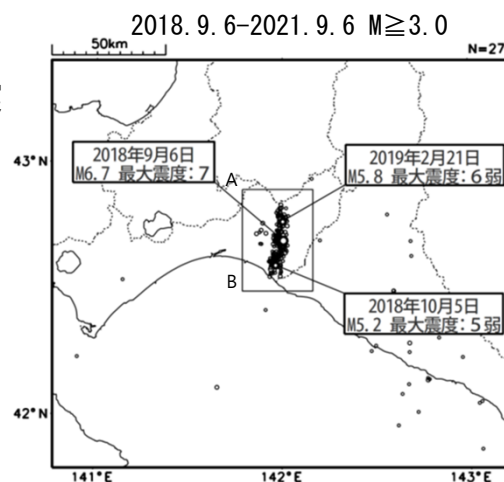 2018.9.6-2021.9.6 M≧3.0
50km
N=27
43°N
2018年9月6日
M6.7 最大震度:7
A
2019年2月21日
M5.8 最大震度:6弱
B
2018年10月5日
M5.2 最大震度:5弱
42°N
141°E
142°E
143°E